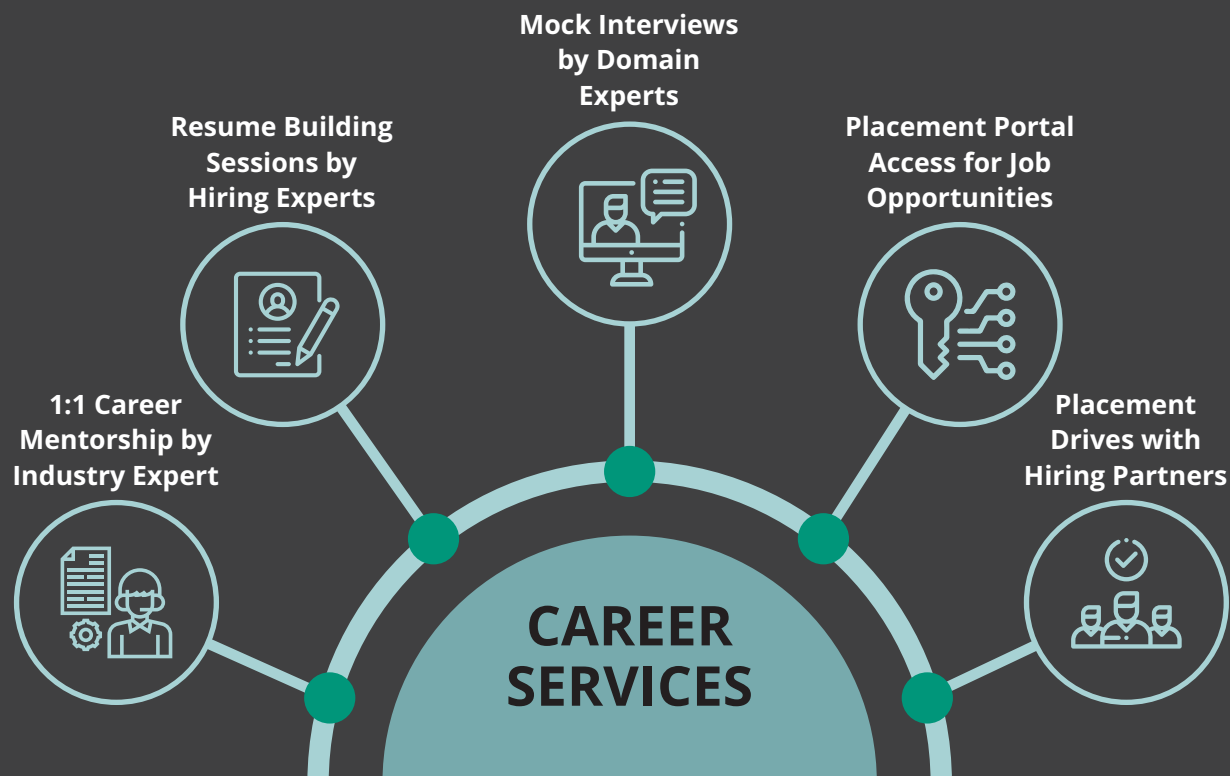 Mock Interviews
by Domain
Experts
Resume Building
Sessions by
Hiring Experts
Placement Portal
Access for Job
Opportunities
1:1 Career
Mentorship by
Industry Expert
Placement
Drives with
Hiring Partners
CAREER
SERVICES